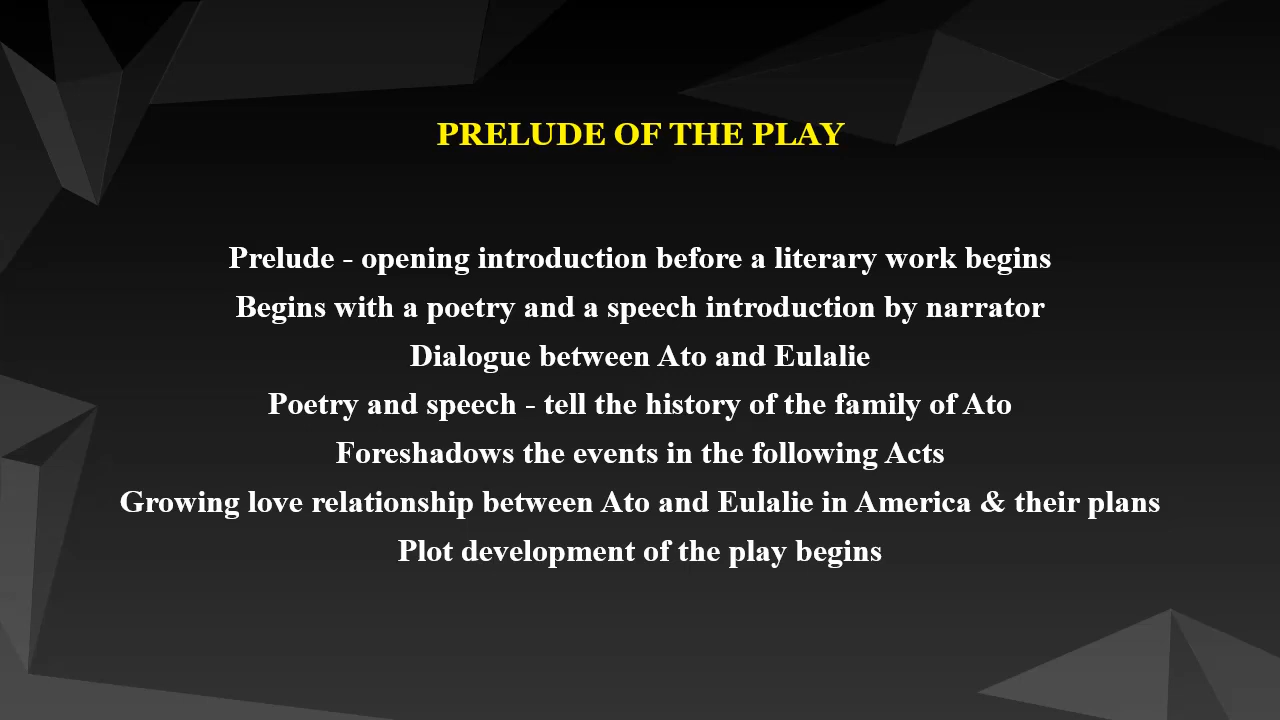 PRELUDE OF THE PLAY
Prelude - opening introduction before a literary work begins
Begins with a poetry and a speech introduction by narrator
Dialogue between Ato and Eulalie
Poetry and speech - tell the history of the family of Ato
Foreshadows the events in the following Acts
Growing love relationship between Ato and Eulalie in America & their plans
Plot development of the play begins